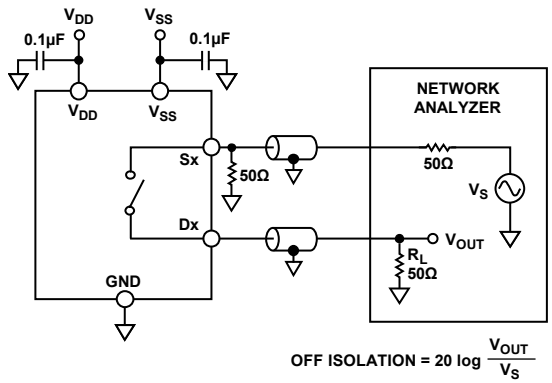 VDD
VSS
0.1µF
0.1µF
VDD
VSS
NETWORK
ANALYZER
Sx
50Ω
50Ω
VS
Dx
VOUT
RL
50Ω
GND
OFF ISOLATION = 20 log VOUT
VS